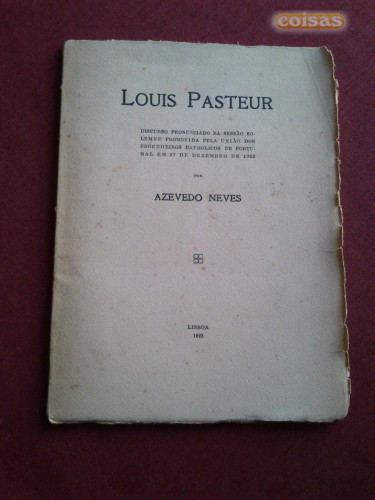 coisas
LOUIS PASTEUR
DISCURSO PRONUNCIADO NA SESSÃO SO-
LEMNE PROMOVIDA PELA UNIÃO DOS
ENGENHEIROS CATHOLICOS DE PORTU-
GAL EM 27 DE DEZEMBRO DE 1922
POR
AZEVEDO NEVES
LISBOA
1923